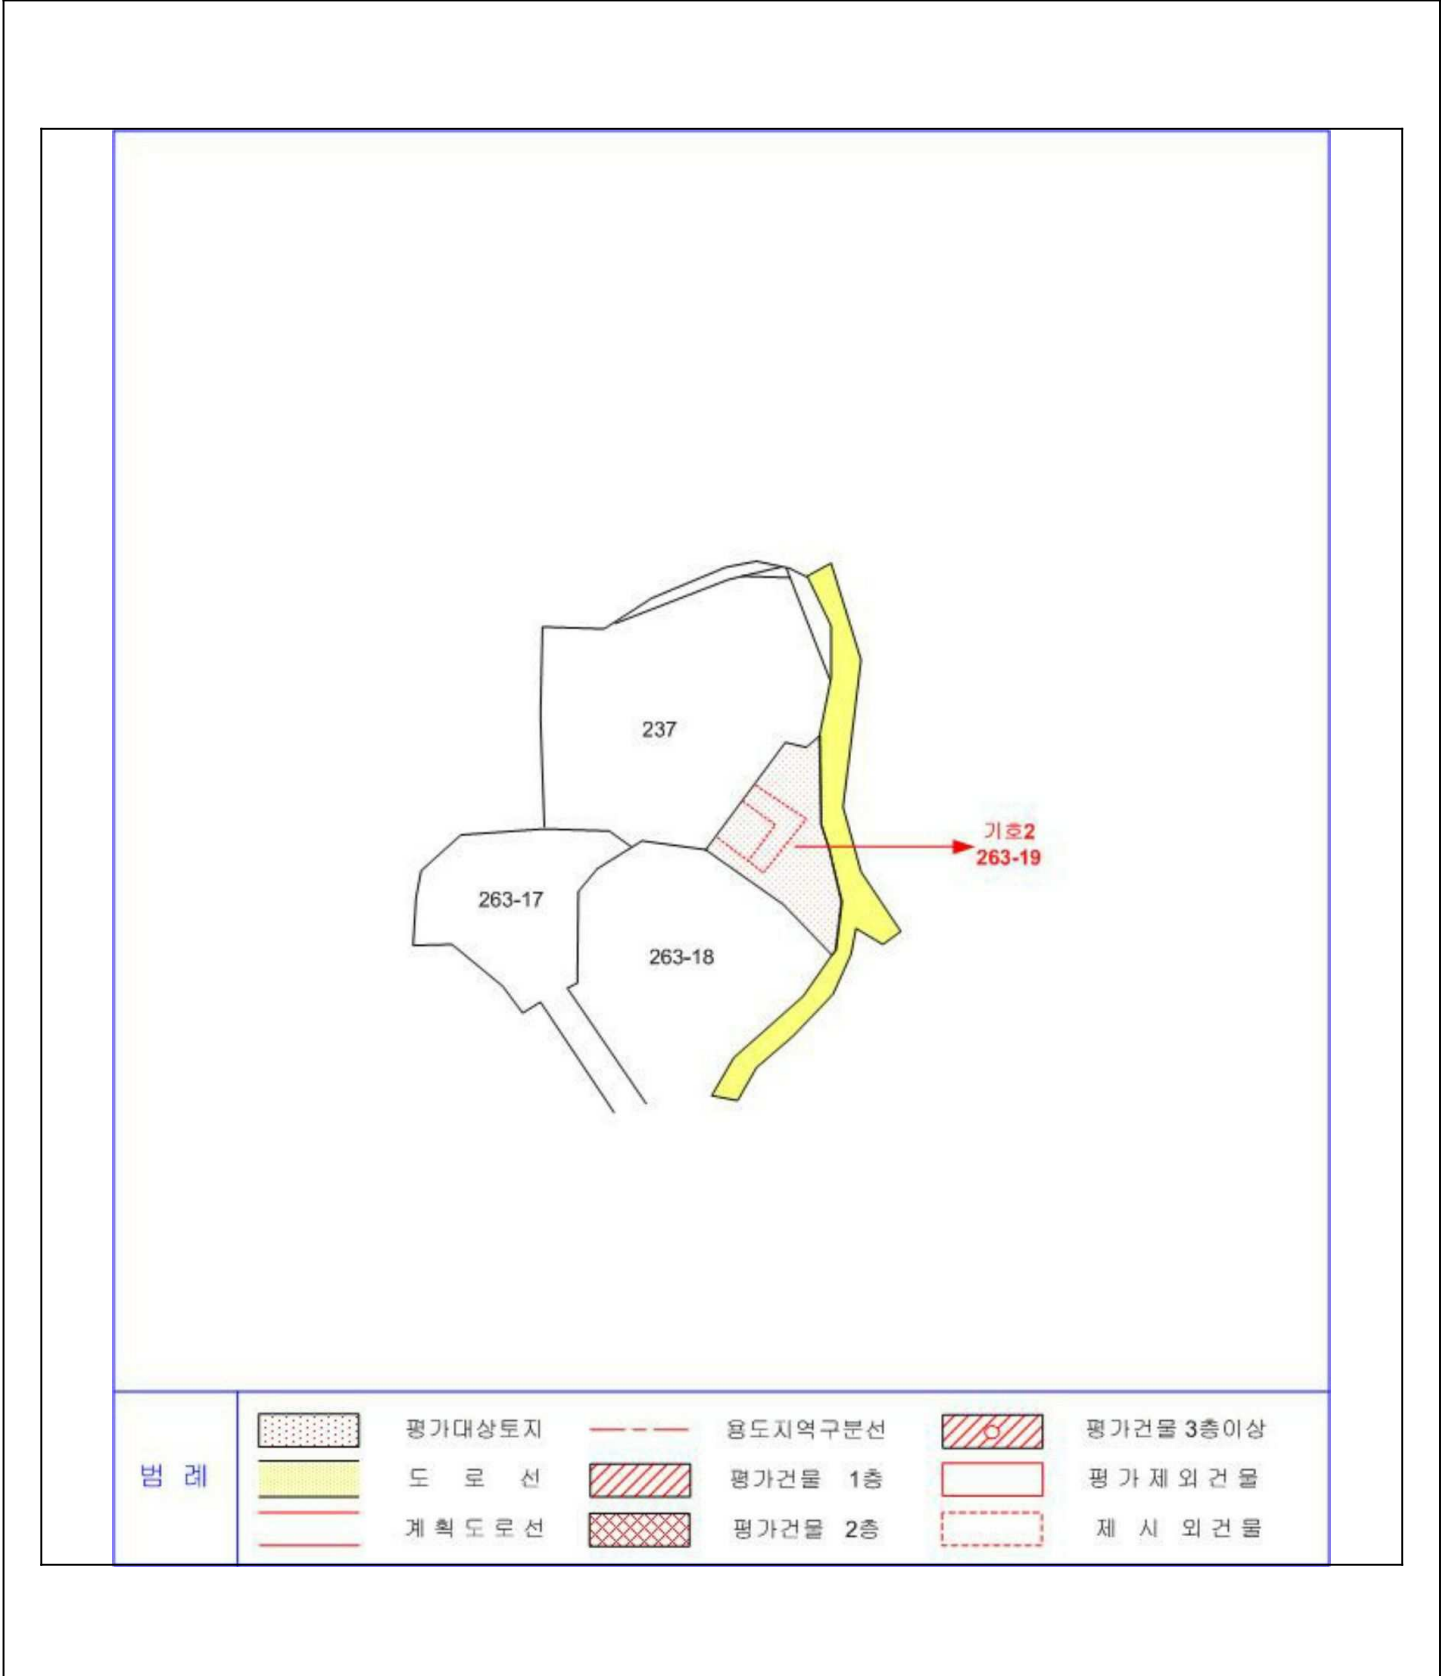 237
기호2
263-19
263-17
263-18
범 례
평가대상토지
용도지역구분선
평가건물 3층이상
도 로 선
평가건물 1층
평가제외건물
계획도로선
평가건물 2층
제 시 외건물